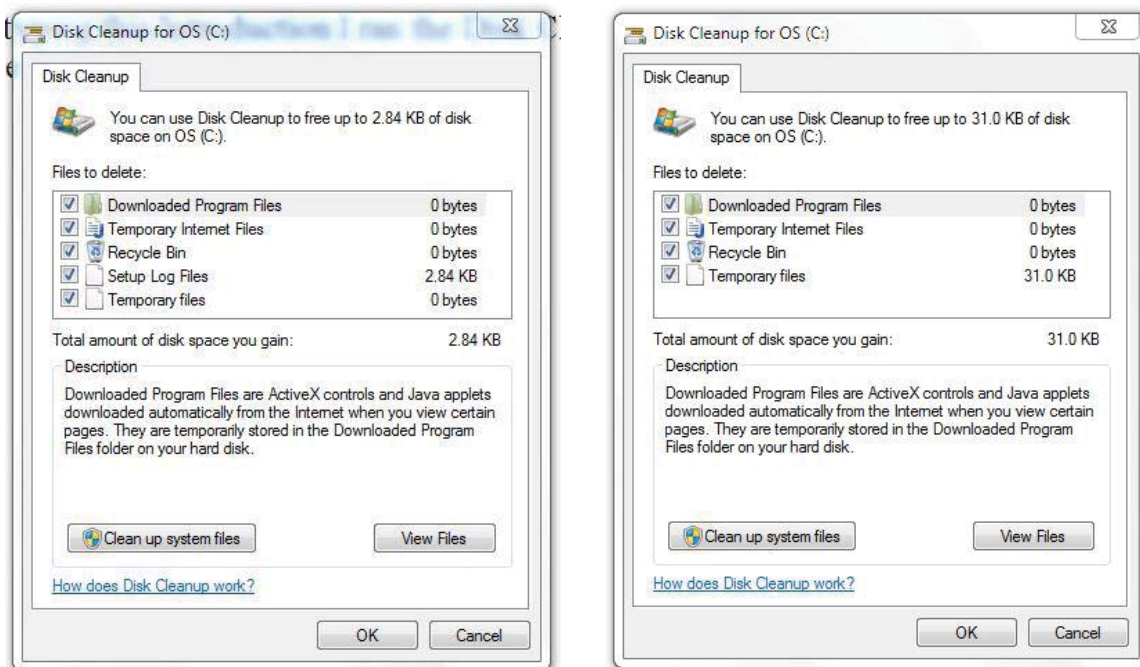 Disk Cleanup for OS (C:)
Disk Cleanup
You can use Disk Cleanup to free up to 2.84 KB of disk
space on OS (C:).
Files to delete:
Downloaded Program Files 0 bytes
Temporary Internet Files 0 bytes
Recycle Bin 0 bytes
Setup Log Files 2.84 KB
Temporary files 0 bytes
Total amount of disk space you gain: 2.84 KB
Description
Downloaded Program Files are ActiveX controls and Java applets
downloaded automatically from the Internet when you view certain
pages. They are temporarily stored in the Downloaded Program
Files folder on your hard disk.
Clean up system files View Files
How does Disk Cleanup work?
OK Cancel
Disk Cleanup for OS (C:)
Disk Cleanup
You can use Disk Cleanup to free up to 31.0 KB of disk
space on OS (C:).
Files to delete:
Downloaded Program Files 0 bytes
Temporary Internet Files 0 bytes
Recycle Bin 0 bytes
Temporary files 31.0 KB
Total amount of disk space you gain: 31.0 KB
Description
Downloaded Program Files are ActiveX controls and Java applets
downloaded automatically from the Internet when you view certain
pages. They are temporarily stored in the Downloaded Program
Files folder on your hard disk.
Clean up system files View Files
How does Disk Cleanup work?
OK Cancel